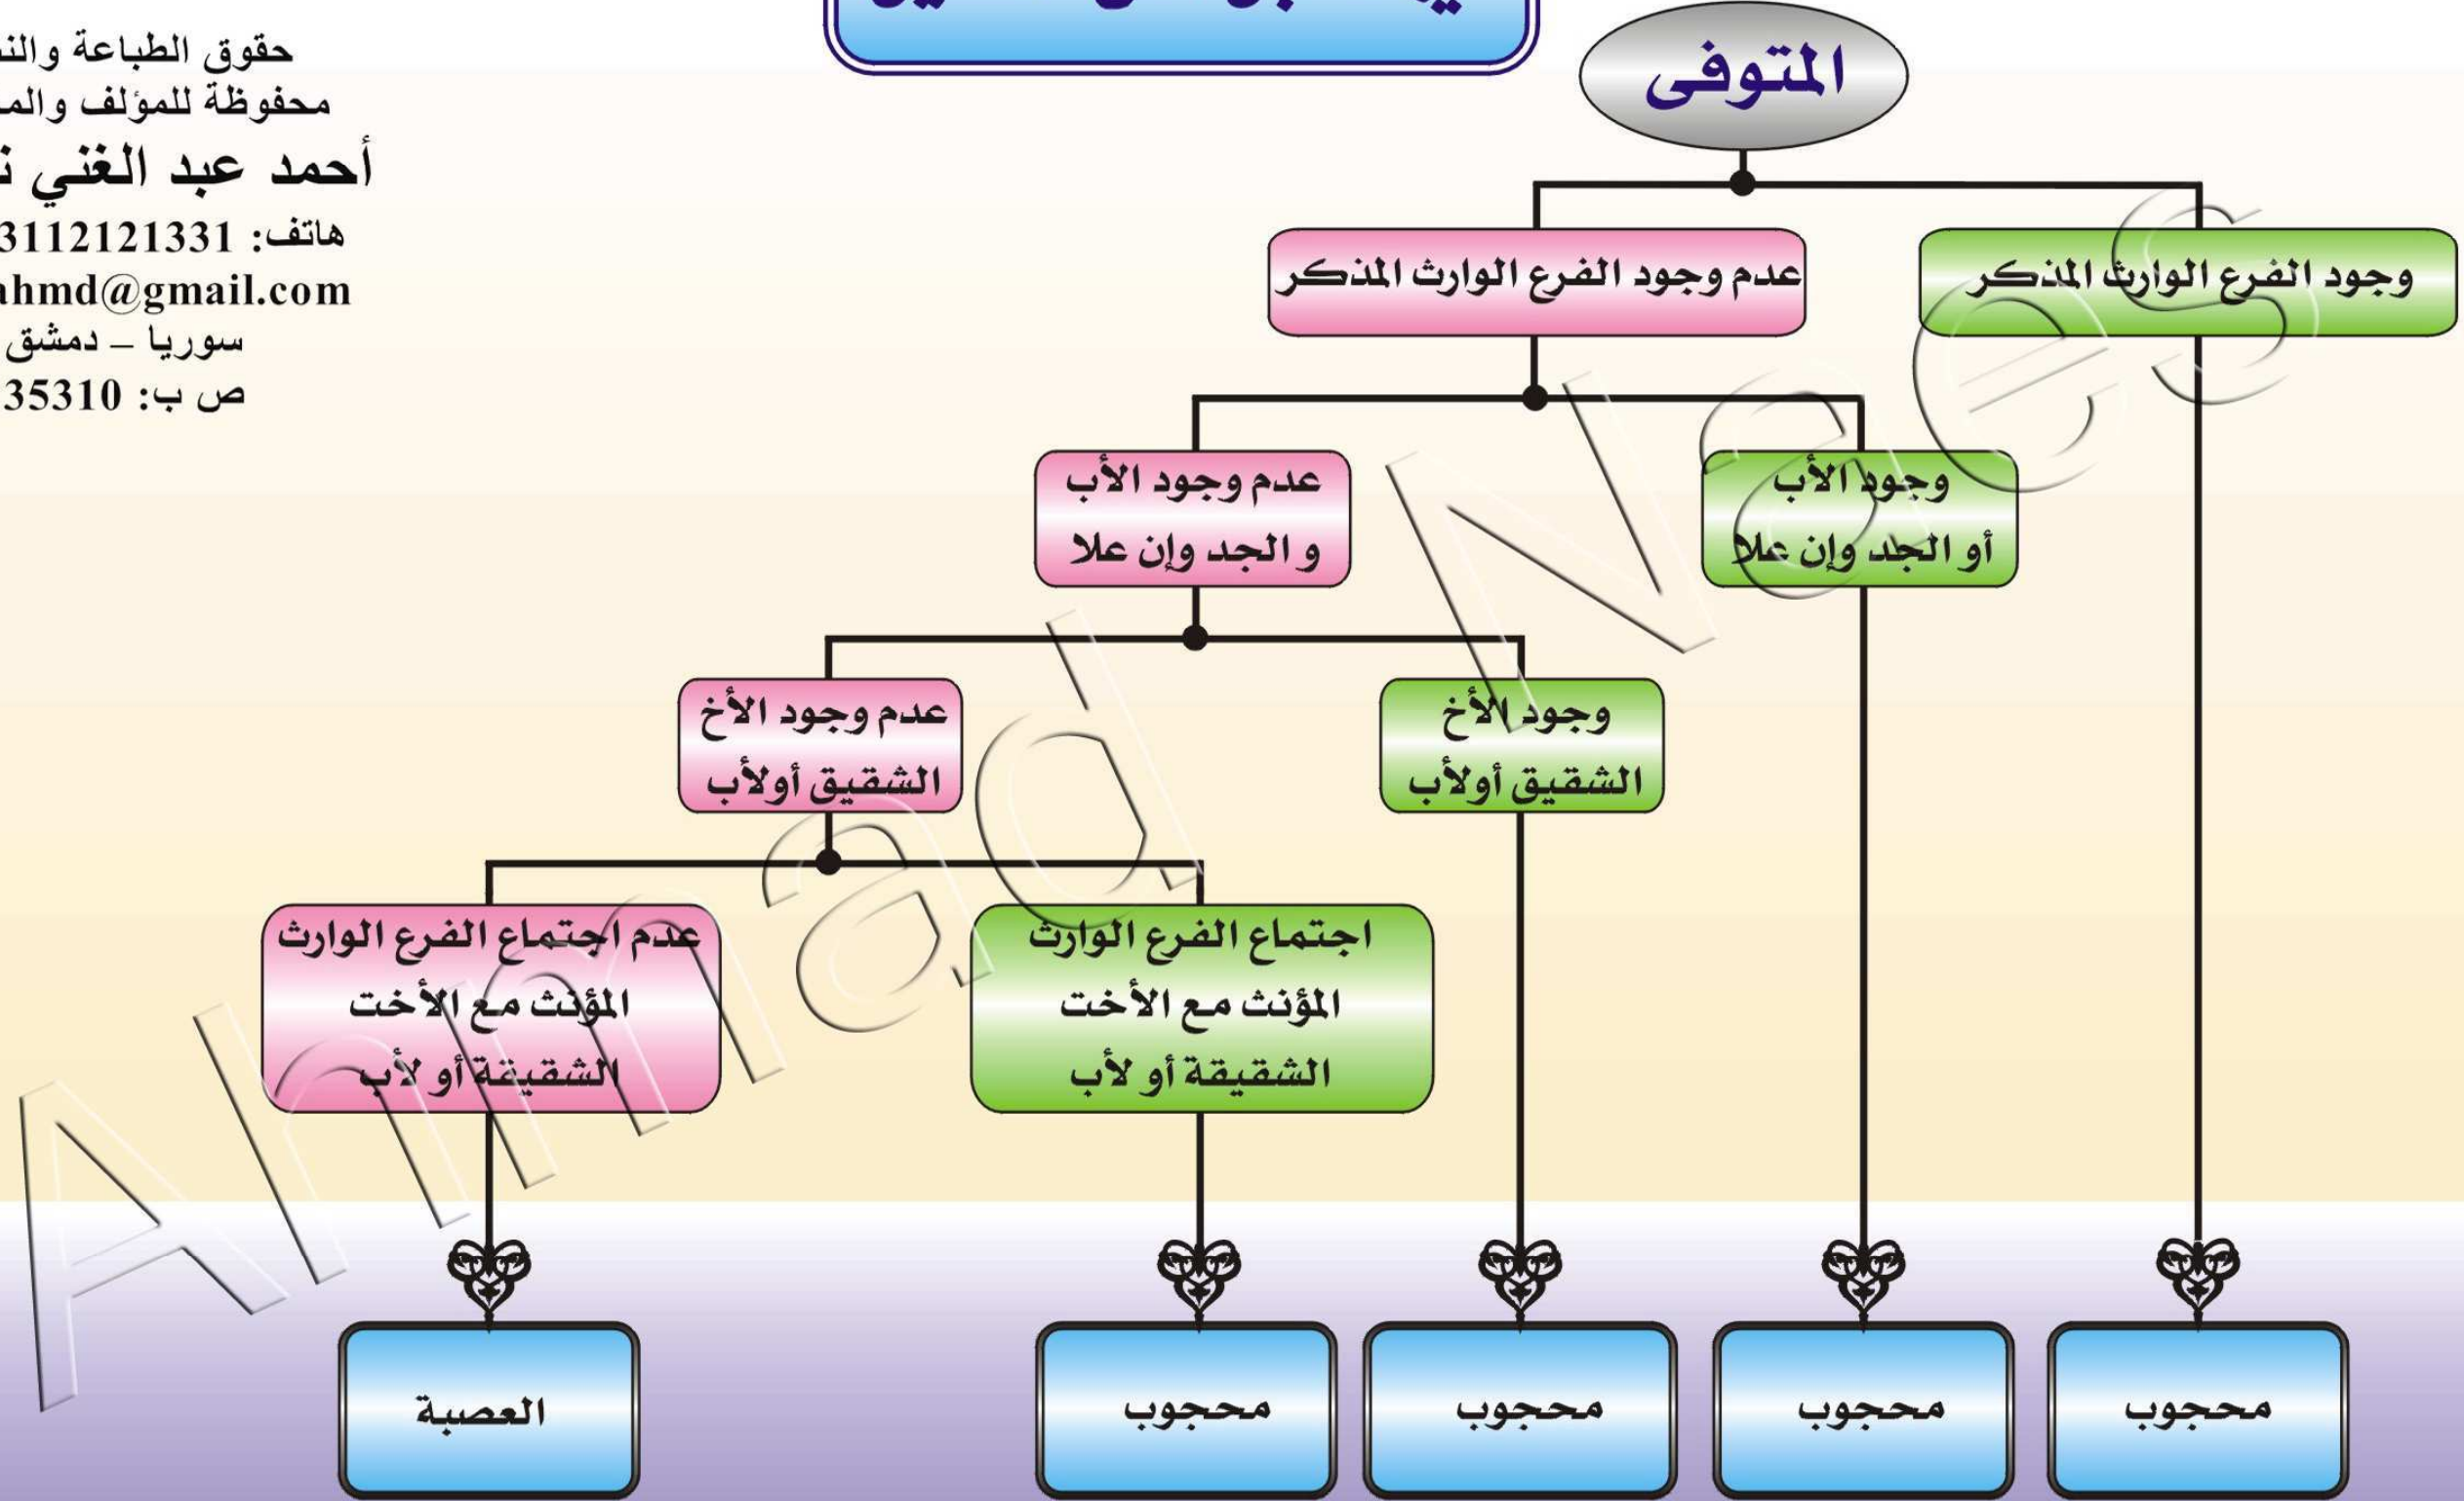 المتوفى
حقوق الطباعة
محفوظة للمؤلف
أحمد عبد الغني
هاتف: 3112121331
ahmd@gmail.com
سوريا – دمشق
ص ب: 35310
وجود الفرع الوارث المذكر
عدم وجود الفرع الوارث المذكر
وجود الأب
أو الجد وإن علا
عدم وجود الأب
و الجد وإن علا
وجود الأخ
الشقيق أولأب
عدم وجود الأخ
الشقيق أولأب
اجتماع الفرع الوارث
المؤنث مع الأخت
الشقيقة أو لأب
عدم اجتماع الفرع الوارث
المؤنث مع الأخت
الشقيقة أو لأب
محجوب
محجوب
محجوب
محجوب
العصبة
Ahmad Naes